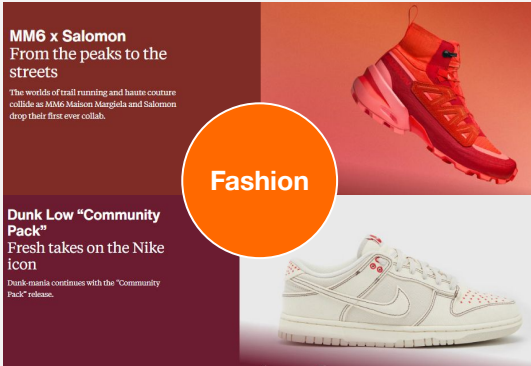 MM6 x Salomon
From the peaks to the
streets
The worlds of trail running and haute couture
collide as MM6 Maison Margiela and Salomon
drop their first ever collab.
Fashion
Dunk Low “Community
Pack”
Fresh takes on the Nike
icon
Dunk-mania continues with the “Community
Pack” release.